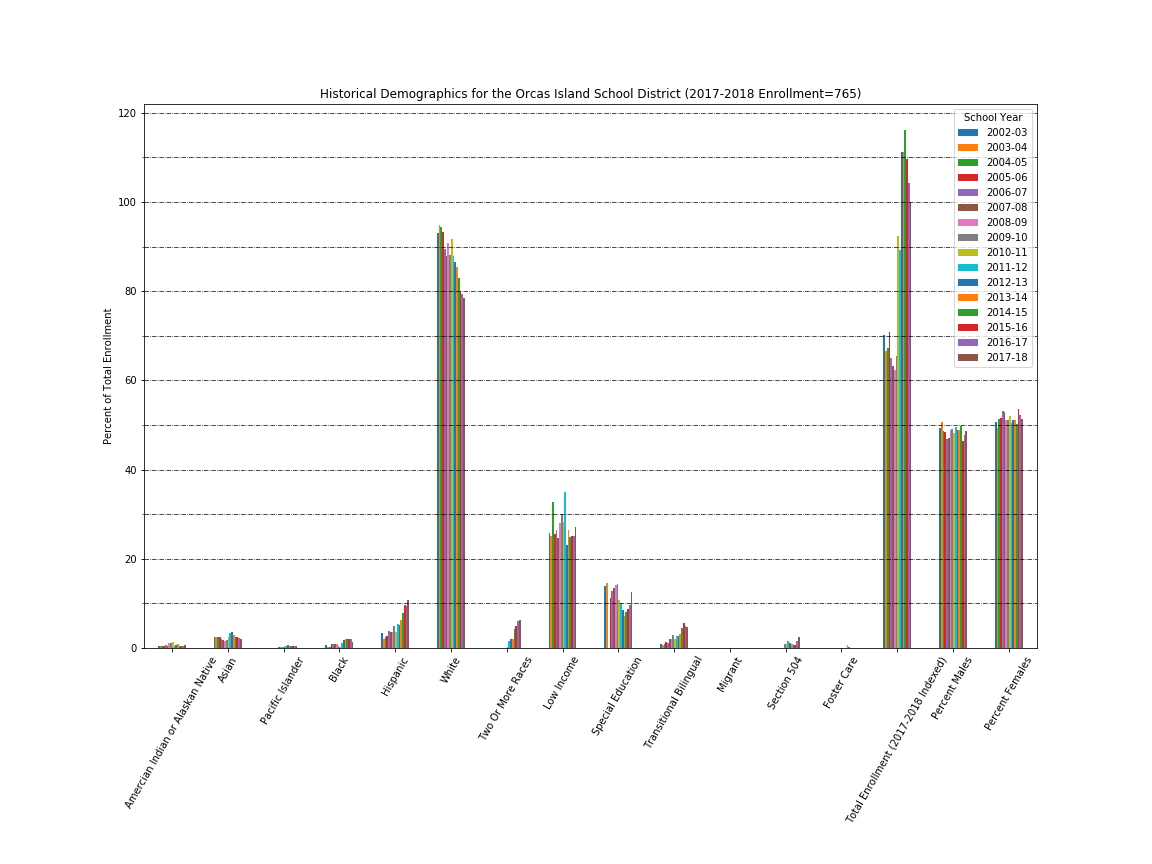 Historical Demographics for the Orcas Island School District (2017-2018 Enrollment=765)
120
100
80
60
40
20
0
Percent of Total Enrollment
School Year
2002-03
2003-04
2004-05
2005-06
2006-07
2007-08
2008-09
2009-10
2010-11
2011-12
2012-13
2013-14
2014-15
2015-16
2016-17
2017-18
Amercian Indian or Alaskan Native
Asian
Pacific Islander
Black
Hispanic
White
Two Or More Races
Low Income
Special Education
Transitional Bilingual
Migrant
Section 504
Foster Care
Total Enrollment (2017-2018 Indexed)
Percent Males
Percent Females